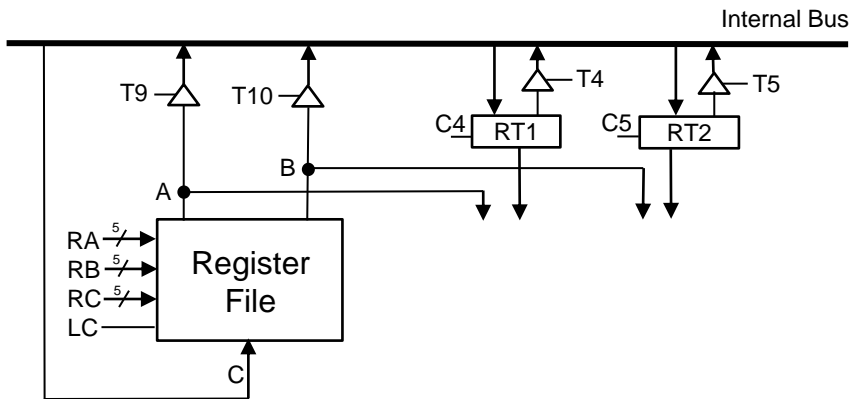 Internal Bus
T9
T10
T4
T5
C4
RT1
C5
RT2
B
A
RA
5
RB
5
RC
5
LC
Register
File
C